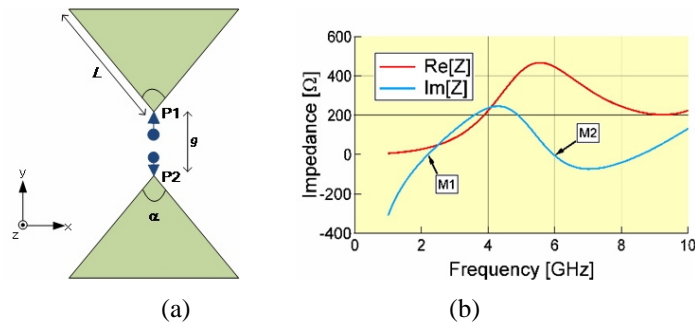 L
P1
g
P2
α
y
x
z
(a)
Impedance [Ω]
600
400
200
0
-200
-400
Re[Z]
Im[Z]
M1
M2
0 2 4 6 8 10
Frequency [GHz]
(b)